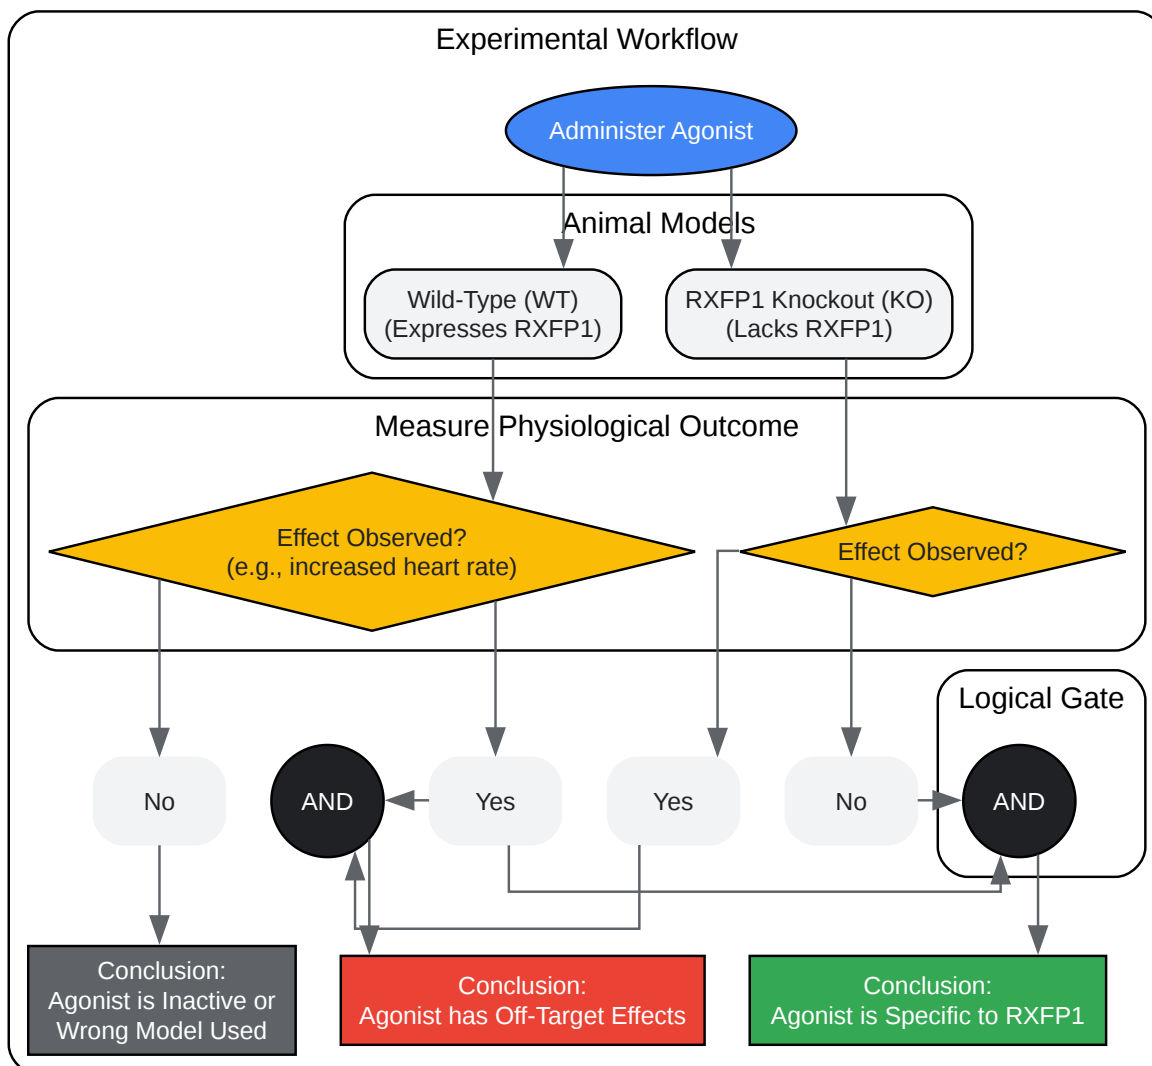 Experimental Workflow
Administer Agonist
Animal Models
Wild-Type (WT)
(Expresses RXFP1)
RXFP1 Knockout (KO)
(Lacks RXFP1)
Measure Physiological Outcome
Effect Observed?
(e.g., increased heart rate)
Effect Observed?
Logical Gate
No
AND
Yes
Yes
No
AND
Conclusion:
Agonist is Inactive or
Wrong Model Used
Conclusion:
Agonist has Off-Target Effects
Conclusion:
Agonist is Specific to RXFP1